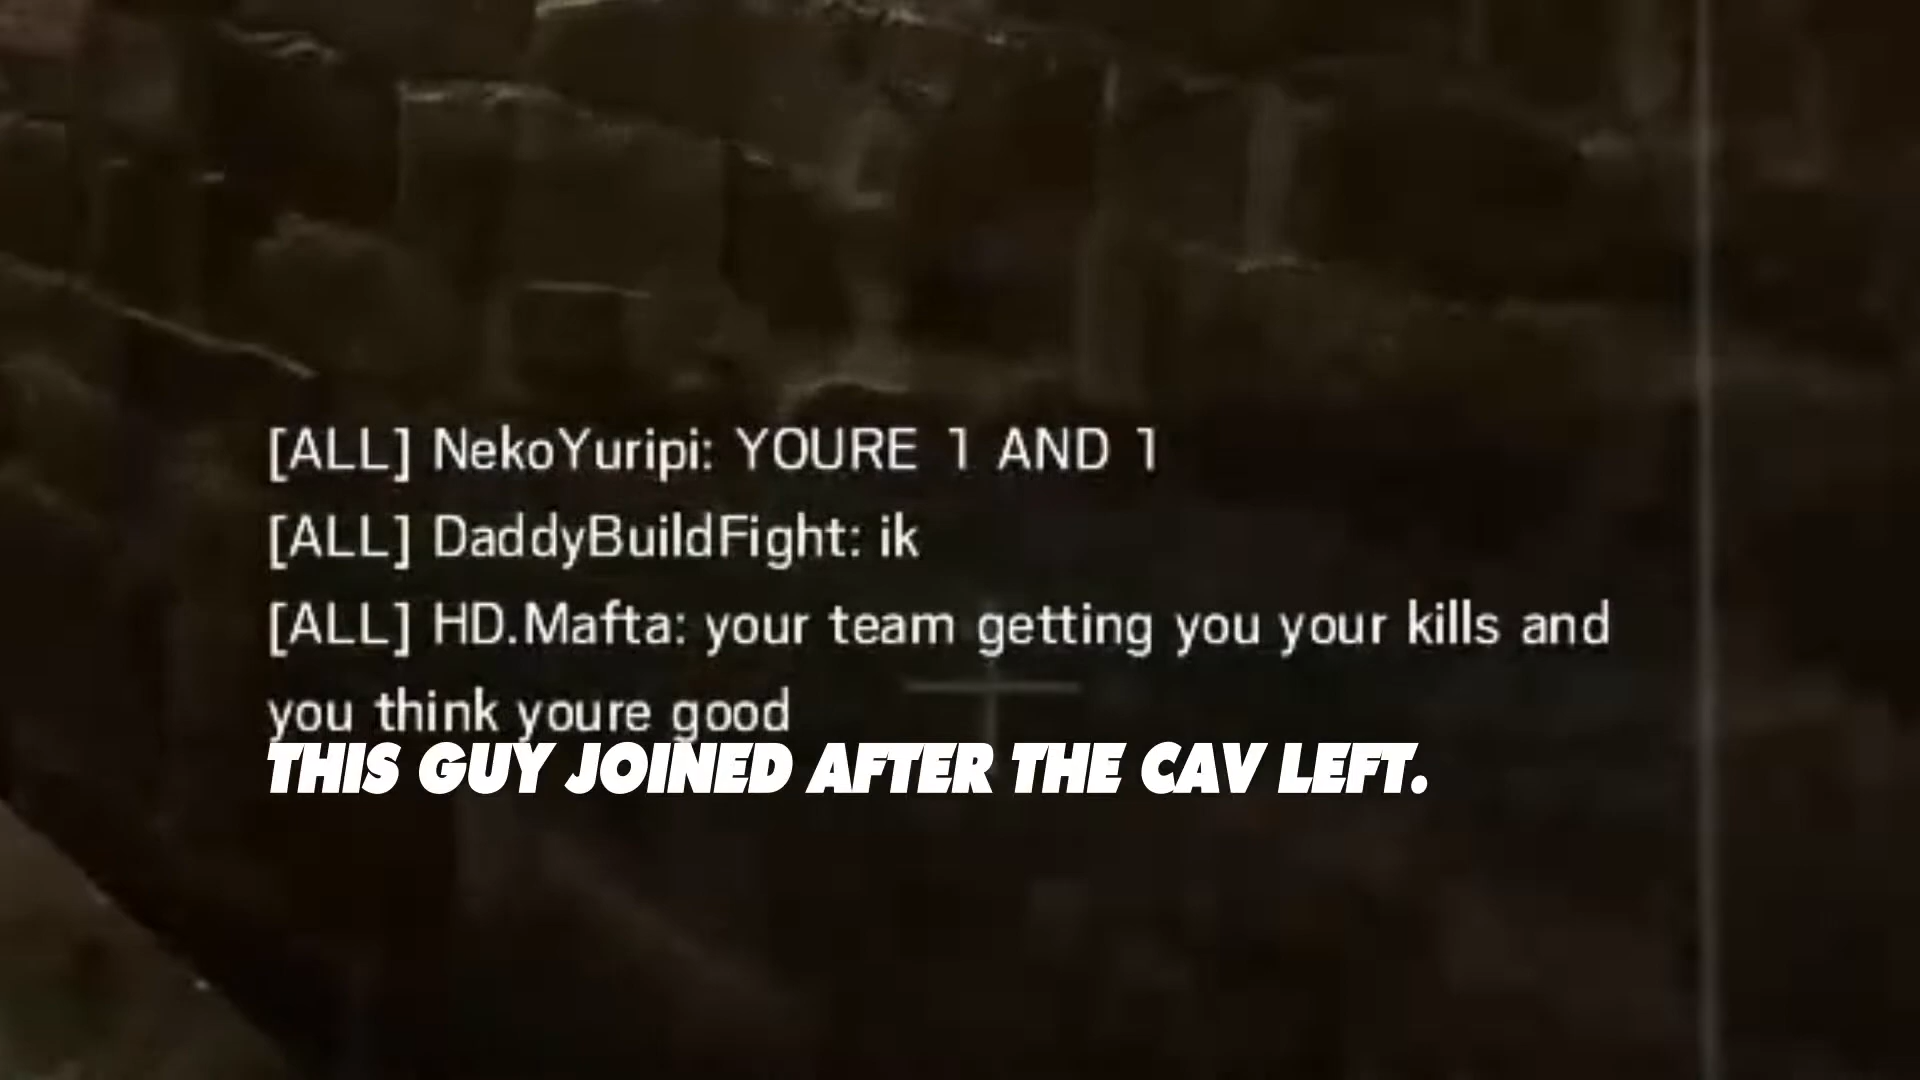 [ALL] NekoYuripi: YOURE 1 AND 1
[ALL] DaddyBuildFight: ik
[ALL] HD.Mafta: your team getting you your kills and
you think youre good
THIS GUY JOINED AFTER THE CAV LEFT.